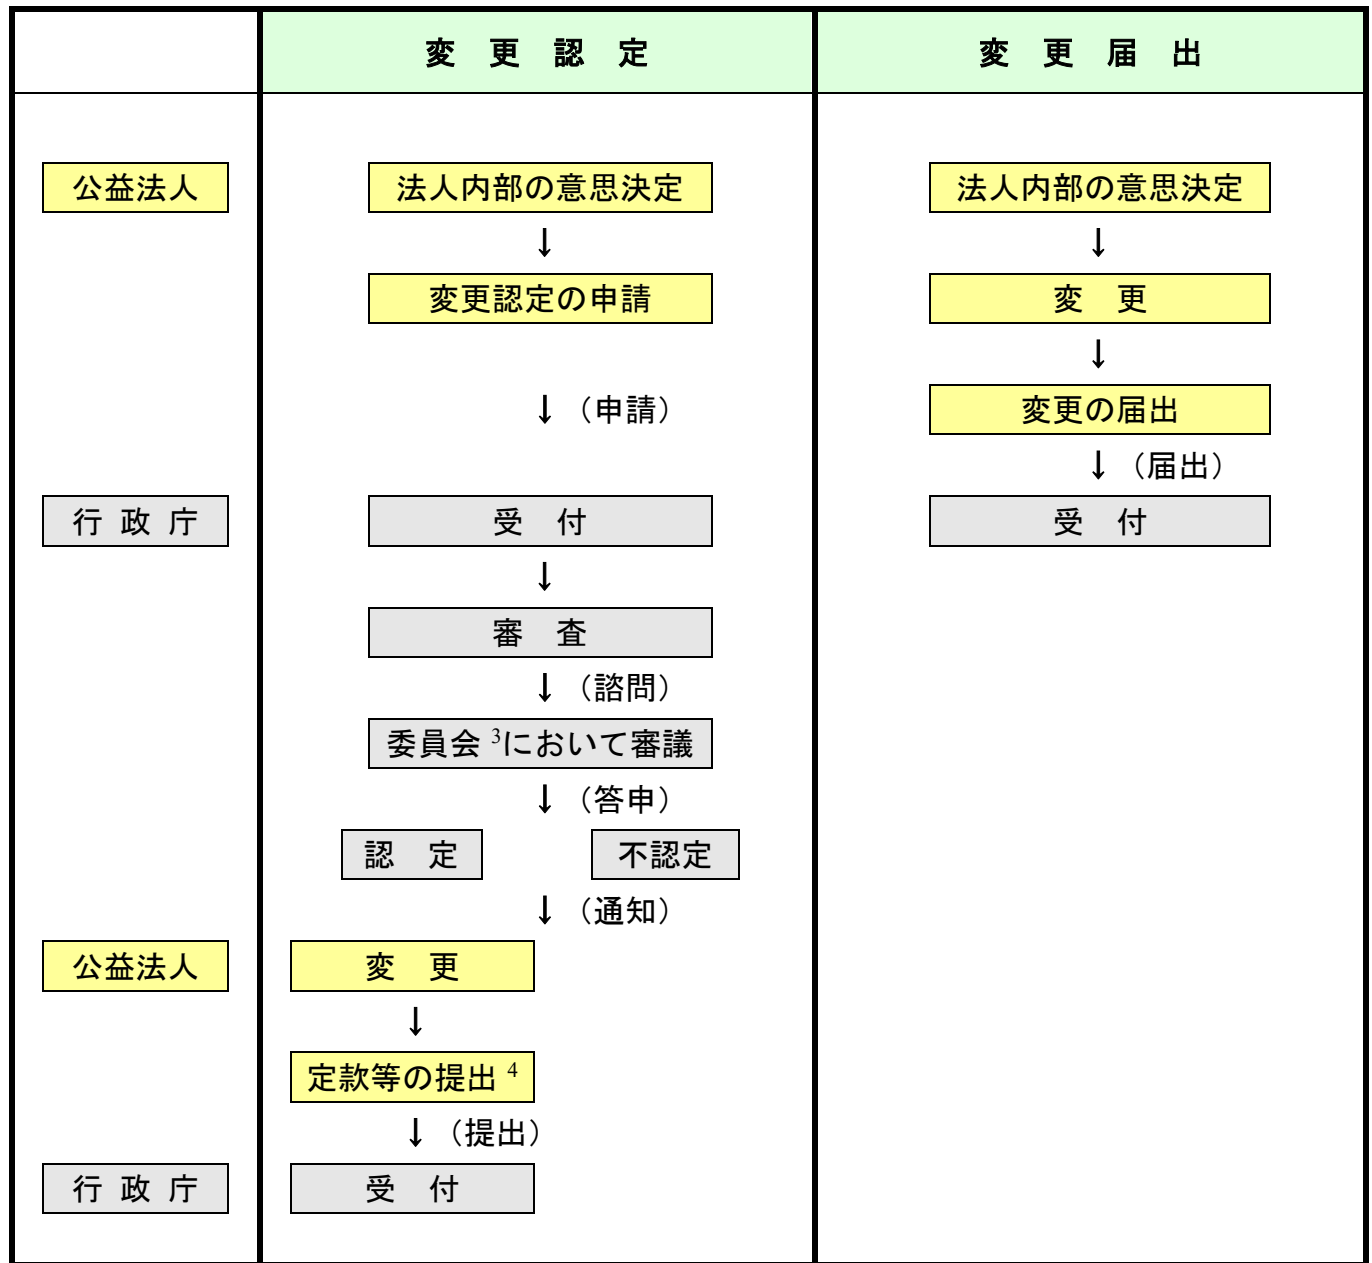 変 更 認 定
変 更 届 出
公益法人
法人内部の意思決定
法人内部の意思決定
↓
↓
変更認定の申請
変 更
↓
↓（申請）
変更の届出
↓（届出）
行 政 庁
受 付
受 付
↓
審 査
↓（諮問）
委員会 3において審議
↓（答申）
認 定
不認定
↓（通知）
公益法人
変 更
↓
定款等の提出 4
↓（提出）
行 政 庁
受 付